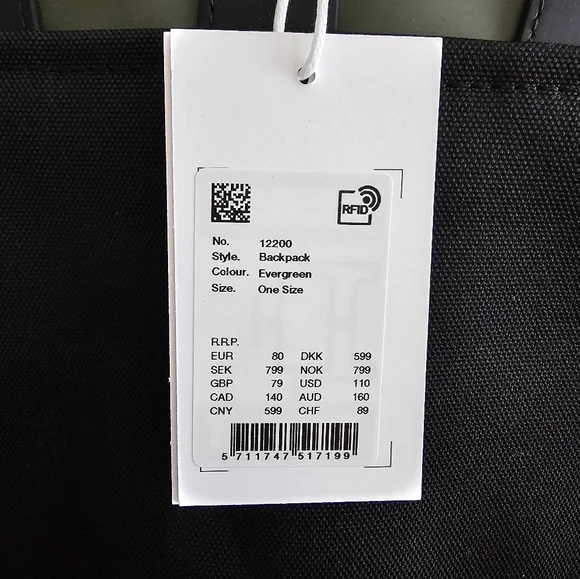 RFID
No. 12200
Style. Backpack
Colour. Evergreen
Size. One Size
R.R.P.
EUR 80 DKK 599
SEK 799 NOK 799
GBP 79 USD 110
CAD 140 AUD 160
CNY 599 CHF 89
5 711747 517199